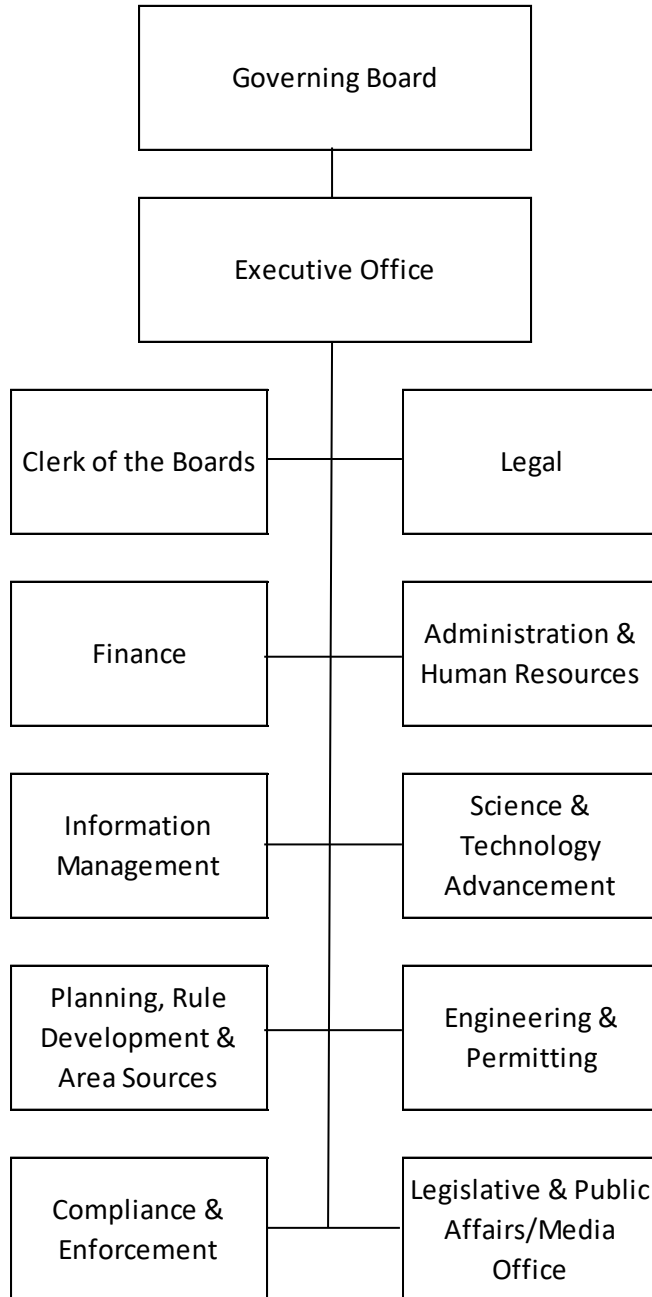 Governing Board
Executive Office
Clerk of the Boards
Legal
Finance
Administration &
Human Resources
Information
Management
Science &
Technology
Advancement
Planning, Rule
Development &
Area Sources
Engineering &
Permitting
Compliance &
Enforcement
Legislative & Public
Affairs/Media
Office